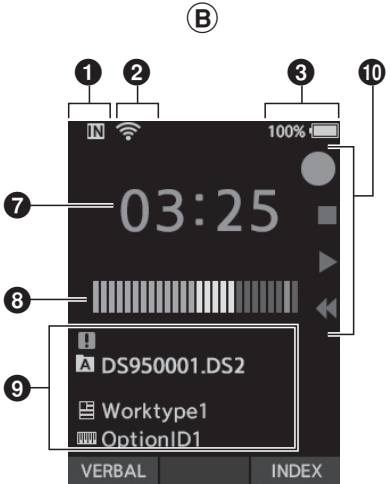 B
1 2 3 10
IN 100%
7 03:25
8
9 !
A DS950001.DS2
Worktype1
OptionID1
VERBAL INDEX